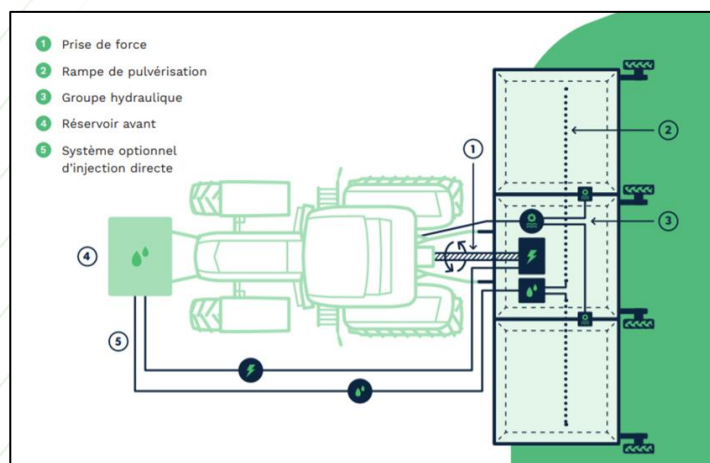 1 Prise de force
2 Rampe de pulvérisation
3 Groupe hydraulique
4 Réservoir avant
5 Système optionnel
d'injection directe
1
2
3
4
5